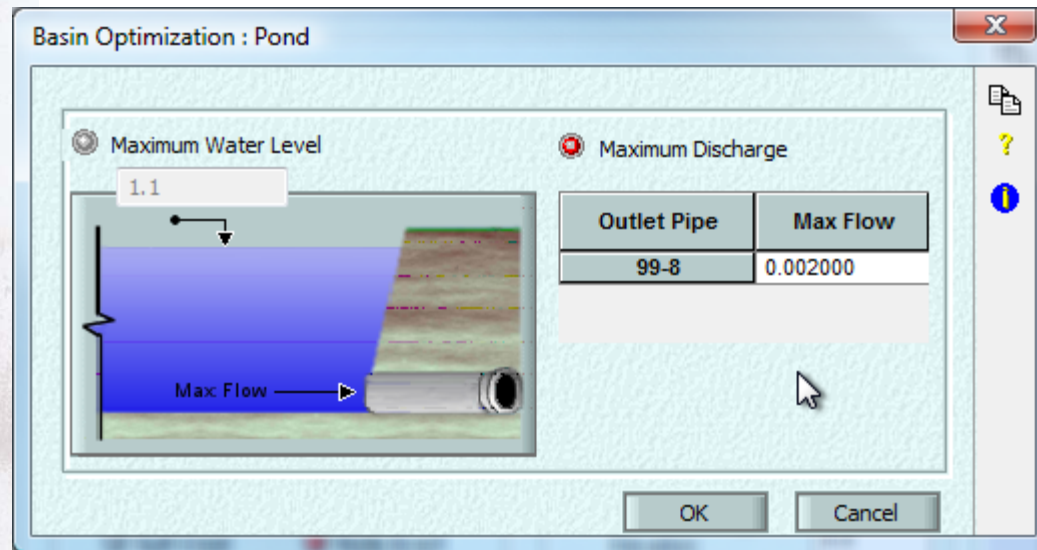 Basin Optimization : Pond
Maximum Water Level
1.1
Max Flow
Maximum Discharge
Outlet Pipe Max Flow
99-8 0.002000
OK Cancel